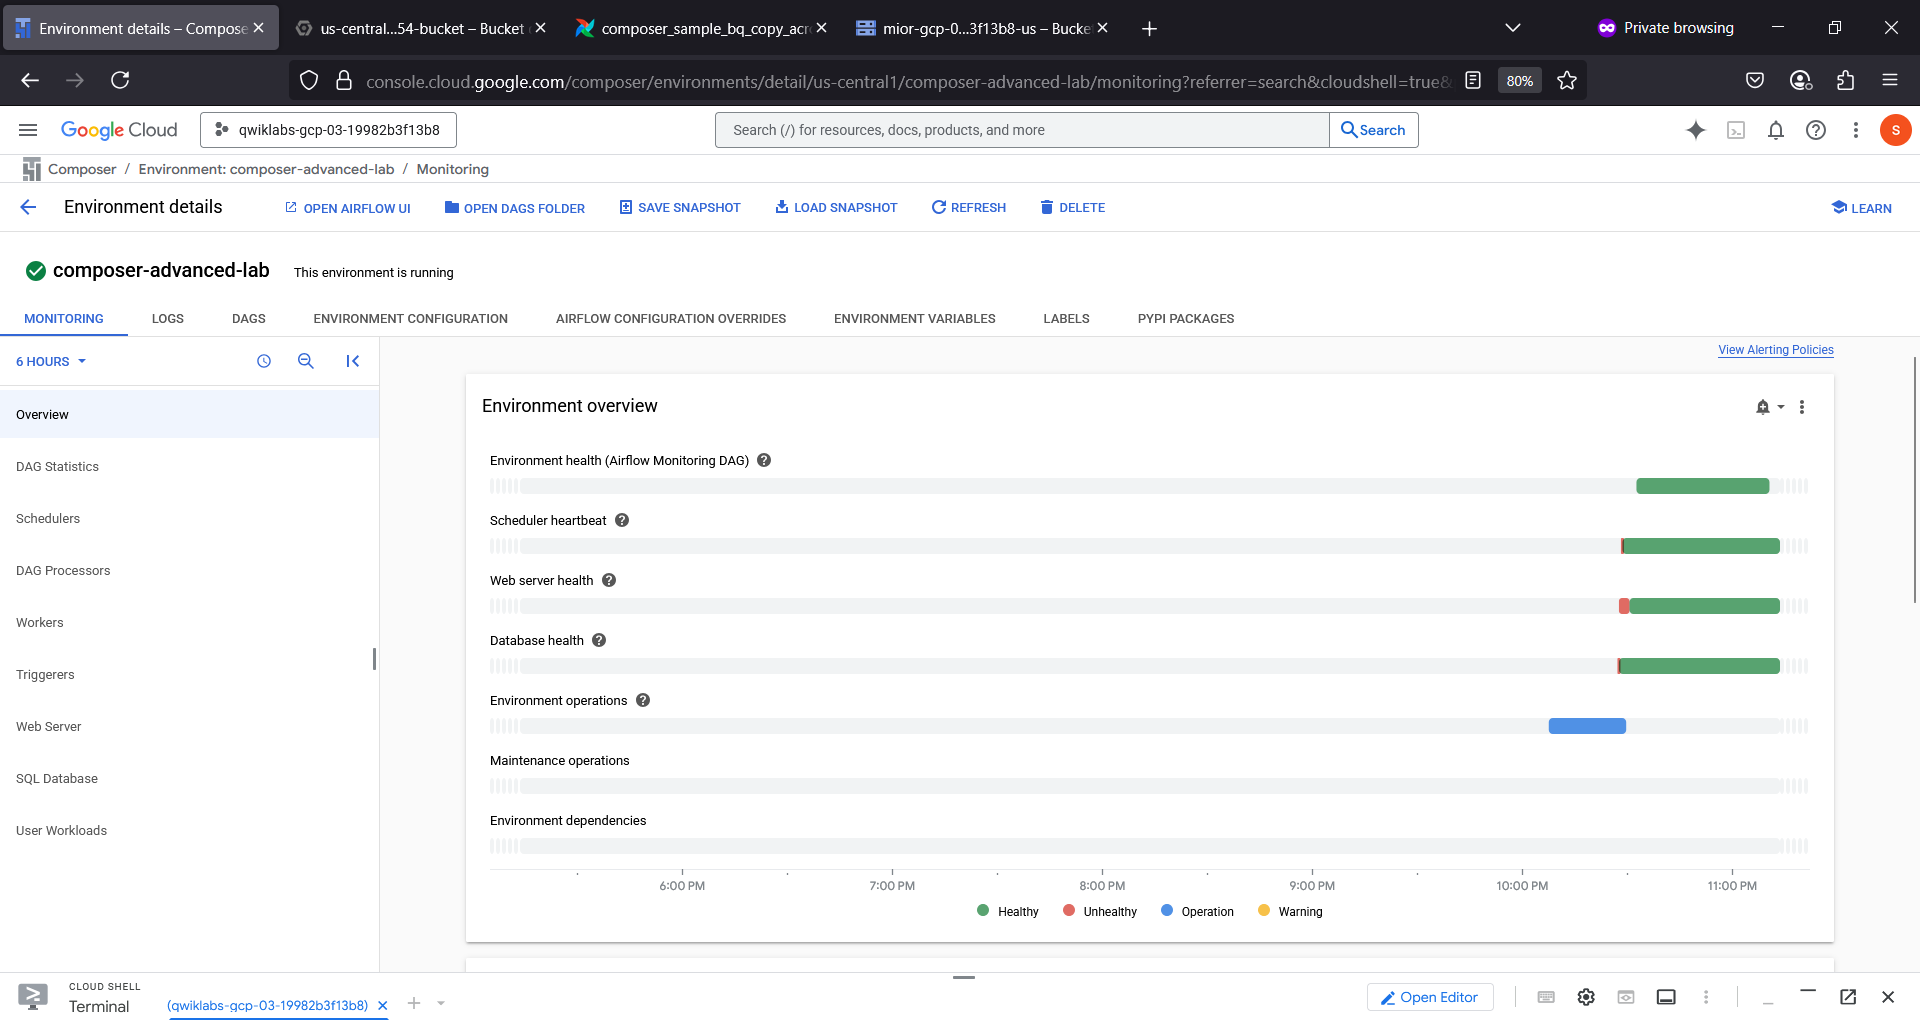 Environment details – Compose
us-central...54-bucket – Bucket
composer_sample_bq_copy_acr
mior-gcp-0...3f13b8-us – Bucke
Private browsing
console.cloud.google.com/composer/environments/detail/us-central1/composer-advanced-lab/monitoring?referrer=search&cloudshell=true&
80%
Google Cloud
qwiklabs-gcp-03-19982b3f13b8
Search (/) for resources, docs, products, and more
Search
S
Composer / Environment: composer-advanced-lab / Monitoring
Environment details
OPEN AIRFLOW UI
OPEN DAGS FOLDER
SAVE SNAPSHOT
LOAD SNAPSHOT
REFRESH
DELETE
LEARN
composer-advanced-lab
This environment is running
MONITORING
LOGS
DAGS
ENVIRONMENT CONFIGURATION
AIRFLOW CONFIGURATION OVERRIDES
ENVIRONMENT VARIABLES
LABELS
PYPI PACKAGES
6 HOURS
Overview
DAG Statistics
Schedulers
DAG Processors
Workers
Triggerers
Web Server
SQL Database
User Workloads
View Alerting Policies
Environment overview
Environment health (Airflow Monitoring DAG)
Scheduler heartbeat
Web server health
Database health
Environment operations
Maintenance operations
Environment dependencies
6:00 PM
7:00 PM
8:00 PM
9:00 PM
10:00 PM
11:00 PM
Healthy
Unhealthy
Operation
Warning
CLOUD SHELL
Terminal
(qwiklabs-gcp-03-19982b3f13b8)
Open Editor